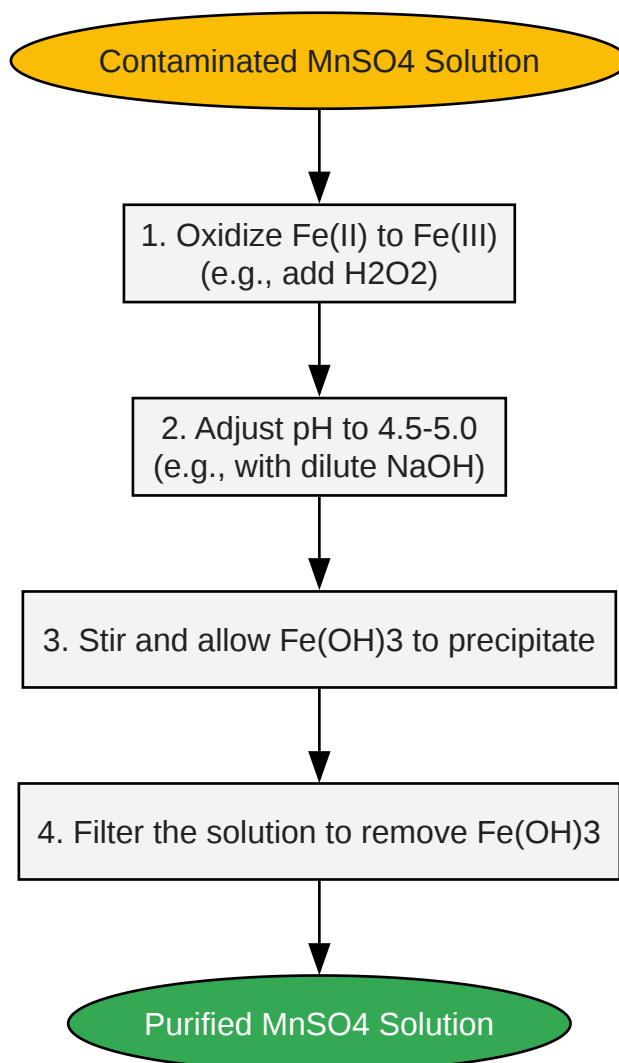 Contaminated MnSO4 Solution
1. Oxidize Fe(II) to Fe(III)
(e.g., add H2O2)
2. Adjust pH to 4.5-5.0
(e.g., with dilute NaOH)
3. Stir and allow Fe(OH)3 to precipitate
4. Filter the solution to remove Fe(OH)3
Purified MnSO4 Solution